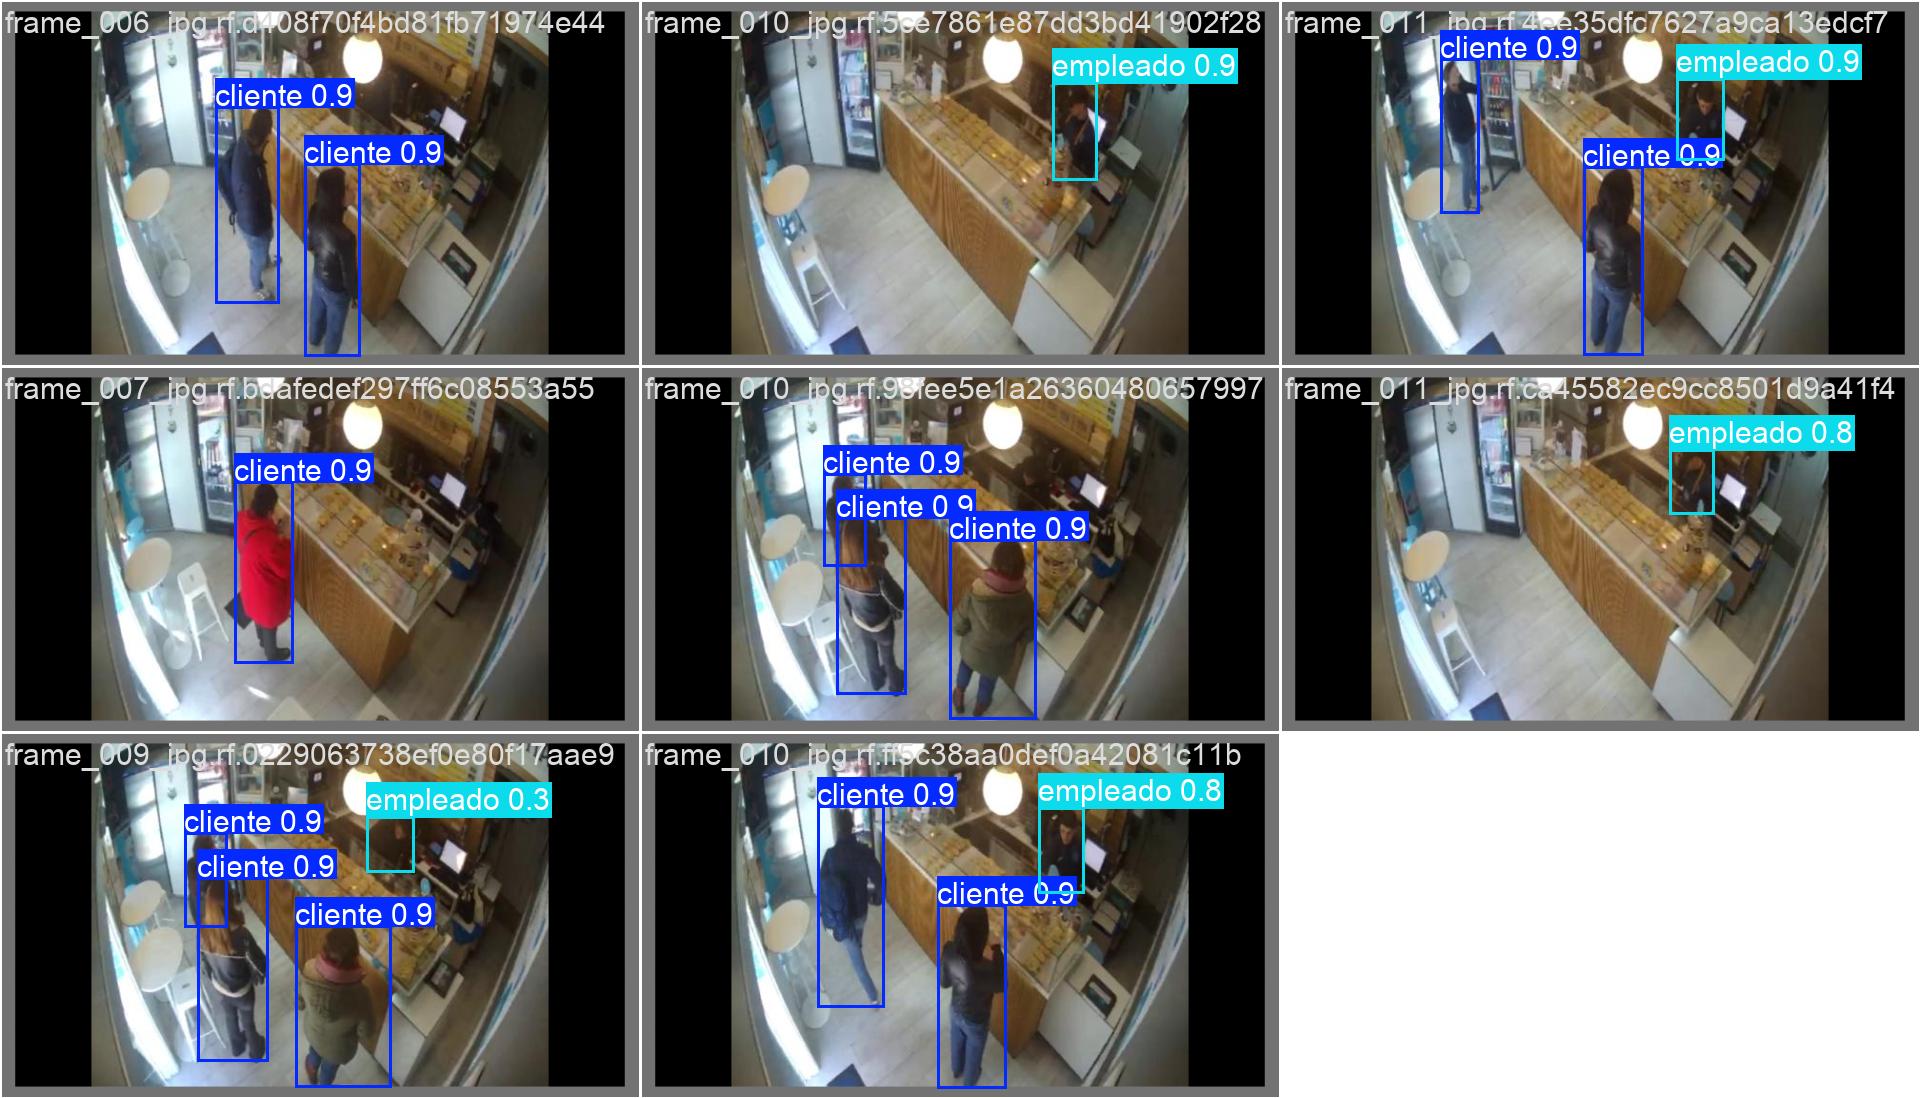 frame_006_jpg.rf.d408f70f4bd81fb71974e44
cliente 0.9
cliente 0.9
frame_010_jpg.rf.5ce7861e87dd3bd41902f28
empleado 0.9
frame_011_jpg.rf.4ee35dfc7627a9ca13edcf7
cliente 0.9
empleado 0.9
cliente 0.9
frame_007_jpg.rf.bdafedef297ff6c08553a55
cliente 0.9
frame_010_jpg.rf.98fee5e1a26360480657997
cliente 0.9
cliente 0.9
cliente 0.9
frame_011_jpg.rf.ca45582ec9cc8501d9a41f4
empleado 0.8
frame_009_jpg.rf.0229063738ef0e80f17aae9
empleado 0.3
cliente 0.9
cliente 0.9
cliente 0.9
frame_010_jpg.rf.ff5c38aa0def0a42081c11b
cliente 0.9
empleado 0.8
cliente 0.9